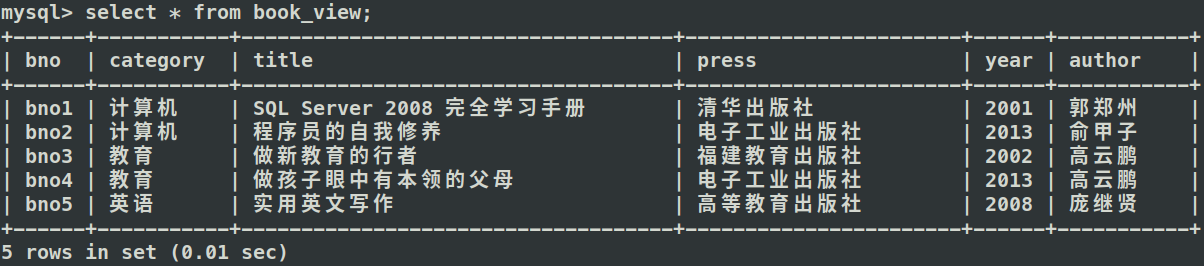 mysql> select * from book_view;
+------+-----------+------------------------------------+-----------------------+------+-----------+
| bno | category | title | press | year | author |
+------+-----------+------------------------------------+-----------------------+------+-----------+
| bno1 | 计算机 | SQL Server 2008 完全学习手册 | 清华出版社 | 2001 | 郭郑州 |
| bno2 | 计算机 | 程序员的自我修养 | 电子工业出版社 | 2013 | 俞甲子 |
| bno3 | 教育 | 做新教育的行者 | 福建教育出版社 | 2002 | 高云鹏 |
| bno4 | 教育 | 做孩子眼中有本领的父母 | 电子工业出版社 | 2013 | 高云鹏 |
| bno5 | 英语 | 实用英文写作 | 高等教育出版社 | 2008 | 庞继贤 |
+------+-----------+------------------------------------+-----------------------+------+-----------+
5 rows in set (0.01 sec)